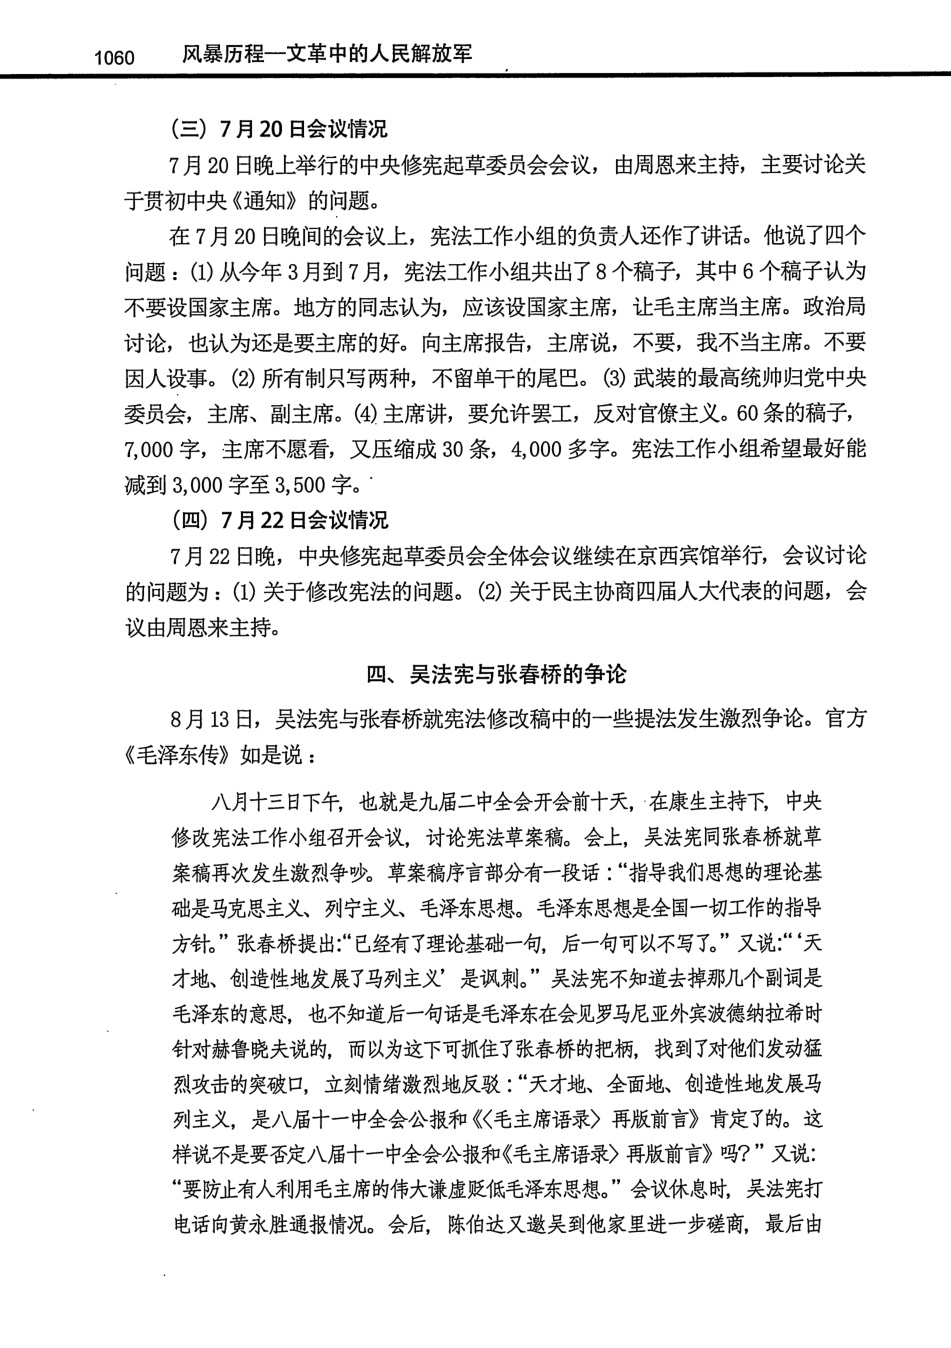 1060 风暴历程—文革中的人民解放军
(三) 7月20日会议情况
7月20日晚上举行的中央修宪起草委员会会议，由周恩来主持，主要讨论关
于贯初中央《通知》的问题。
在7月20日晚间的会议上，宪法工作小组的负责人还作了讲话。他说了四个
问题：(1) 从今年3月到7月，宪法工作小组共出了8个稿子，其中6个稿子认为
不要设国家主席。地方的同志认为，应该设国家主席，让毛主席当主席。政治局
讨论，也认为还是要主席的好。向主席报告，主席说，不要，我不当主席。不要
因人设事。(2) 所有制只写两种，不留单干的尾巴。(3) 武装的最高统帅归党中央
委员会，主席、副主席。(4) 主席讲，要允许罢工，反对官僚主义。60条的稿子，
7,000字，主席不愿看，又压缩成30条，4,000多字。宪法工作小组希望最好能
减到3,000字至3,500字。
(四) 7月22日会议情况
7月22日晚，中央修宪起草委员会全体会议继续在京西宾馆举行，会议讨论
的问题为：(1) 关于修改宪法的问题。(2) 关于民主协商四届人大代表的问题，会
议由周恩来主持。
四、吴法宪与张春桥的争论
8月13日，吴法宪与张春桥就宪法修改稿中的一些提法发生激烈争论。官方
《毛泽东传》如是说：
八月十三日下午，也就是九届二中全会开会前十天，在康生主持下，中央
修改宪法工作小组召开会议，讨论宪法草案稿。会上，吴法宪同张春桥就草
案稿再次发生激烈争吵。草案稿序言部分有一段话：“指导我们思想的理论基
础是马克思主义、列宁主义、毛泽东思想。毛泽东思想是全国一切工作的指导
方针。”张春桥提出:“已经有了理论基础一句，后一句可以不写了。”又说:“‘天
才地、创造性地发展了马列主义’是讽刺。”吴法宪不知道去掉那几个副词是
毛泽东的意思，也不知道后一句话是毛泽东在会见罗马尼亚外宾波德纳拉希时
针对赫鲁晓夫说的，而以为这下可抓住了张春桥的把柄，找到了对他们发动猛
烈攻击的突破口，立刻情绪激烈地反驳：“天才地、全面地、创造性地发展马
列主义，是八届十一中全会公报和《〈毛主席语录〉再版前言》肯定了的。这
样说不是要否定八届十一中全会公报和《毛主席语录〉再版前言》吗？”又说:
“要防止有人利用毛主席的伟大谦虚贬低毛泽东思想。”会议休息时，吴法宪打
电话向黄永胜通报情况。会后，陈伯达又邀吴到他家里进一步磋商，最后由